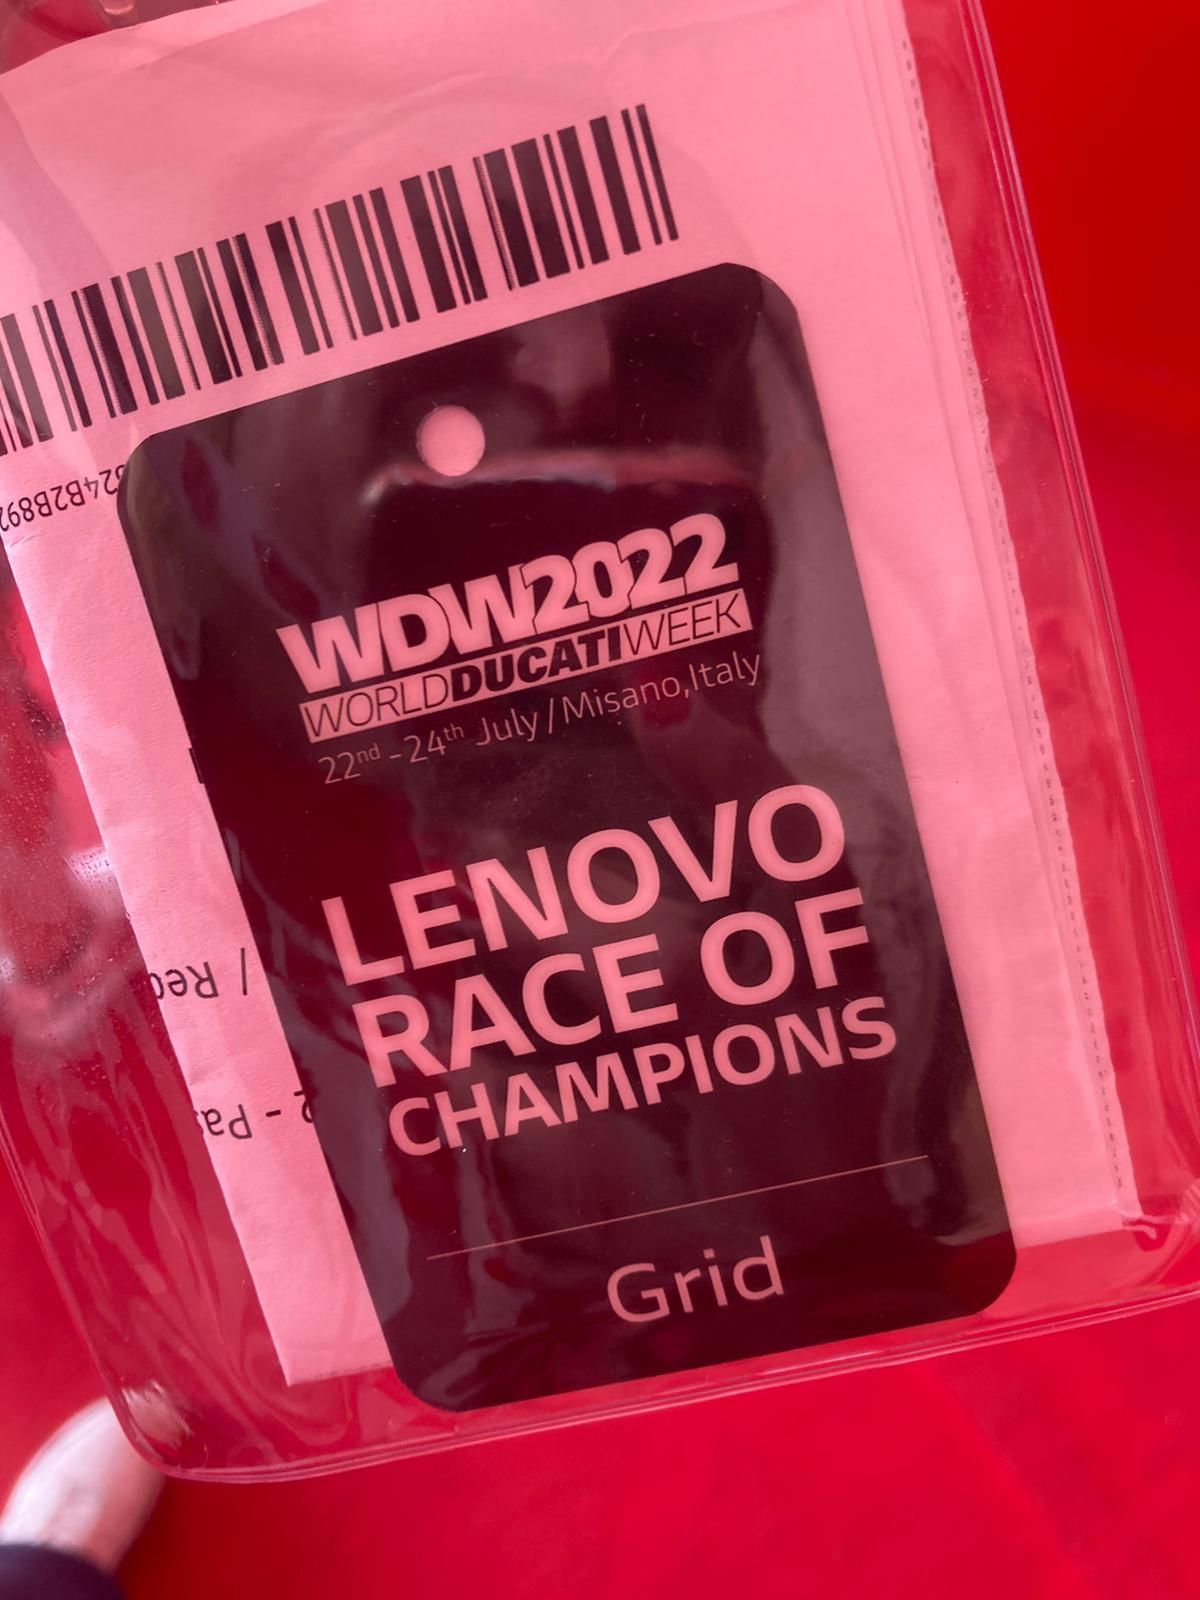 WDW2022
WORLDDUCATIWEEK
22nd - 24th July / Misano, Italy
LENOVO
RACE OF
CHAMPIONS
Grid